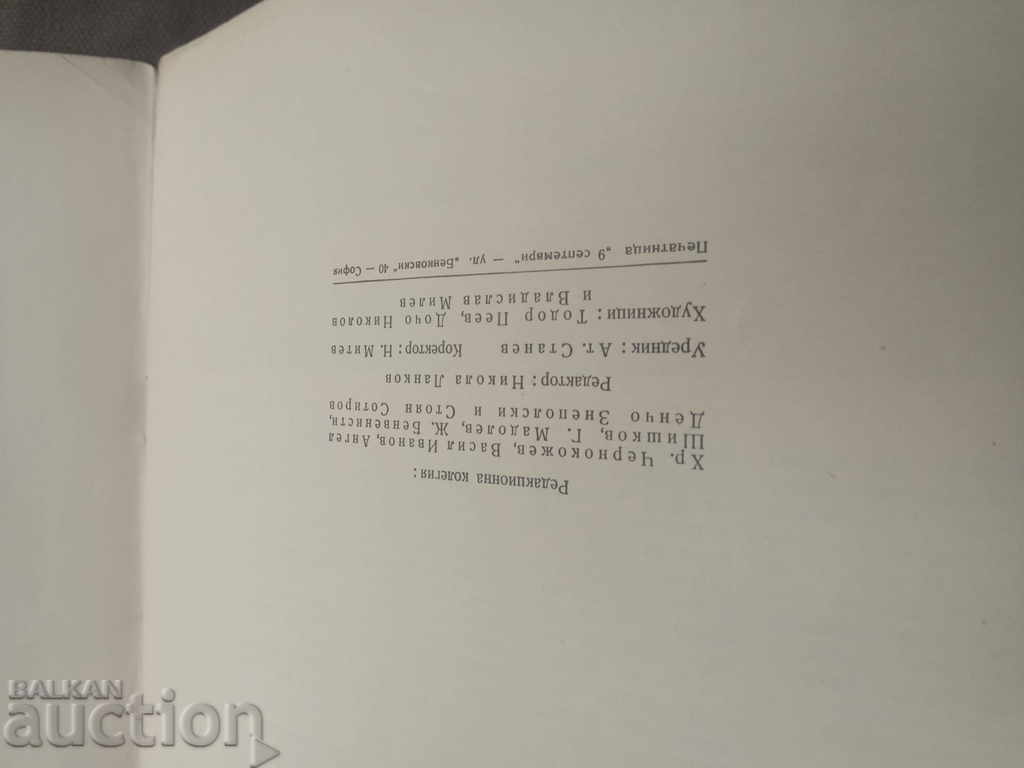 Редакционна колегия:
Хр. Чернокожев, Васил Иванов, Ангел
Шишков, Г. Мадолев, Ж. Бенвенисти,
Денчо Знеполски и Стоян Сотиров
Редактор: Никола Ланков
Уредник: Ат. Станев Коректор: Н. Митев
Художници: Тодор Пеев, Дочо Николов
и Владислав Милев
Печатница „9 септември“ — ул. „Бенковски“ 40 — София
BALKAN
auction